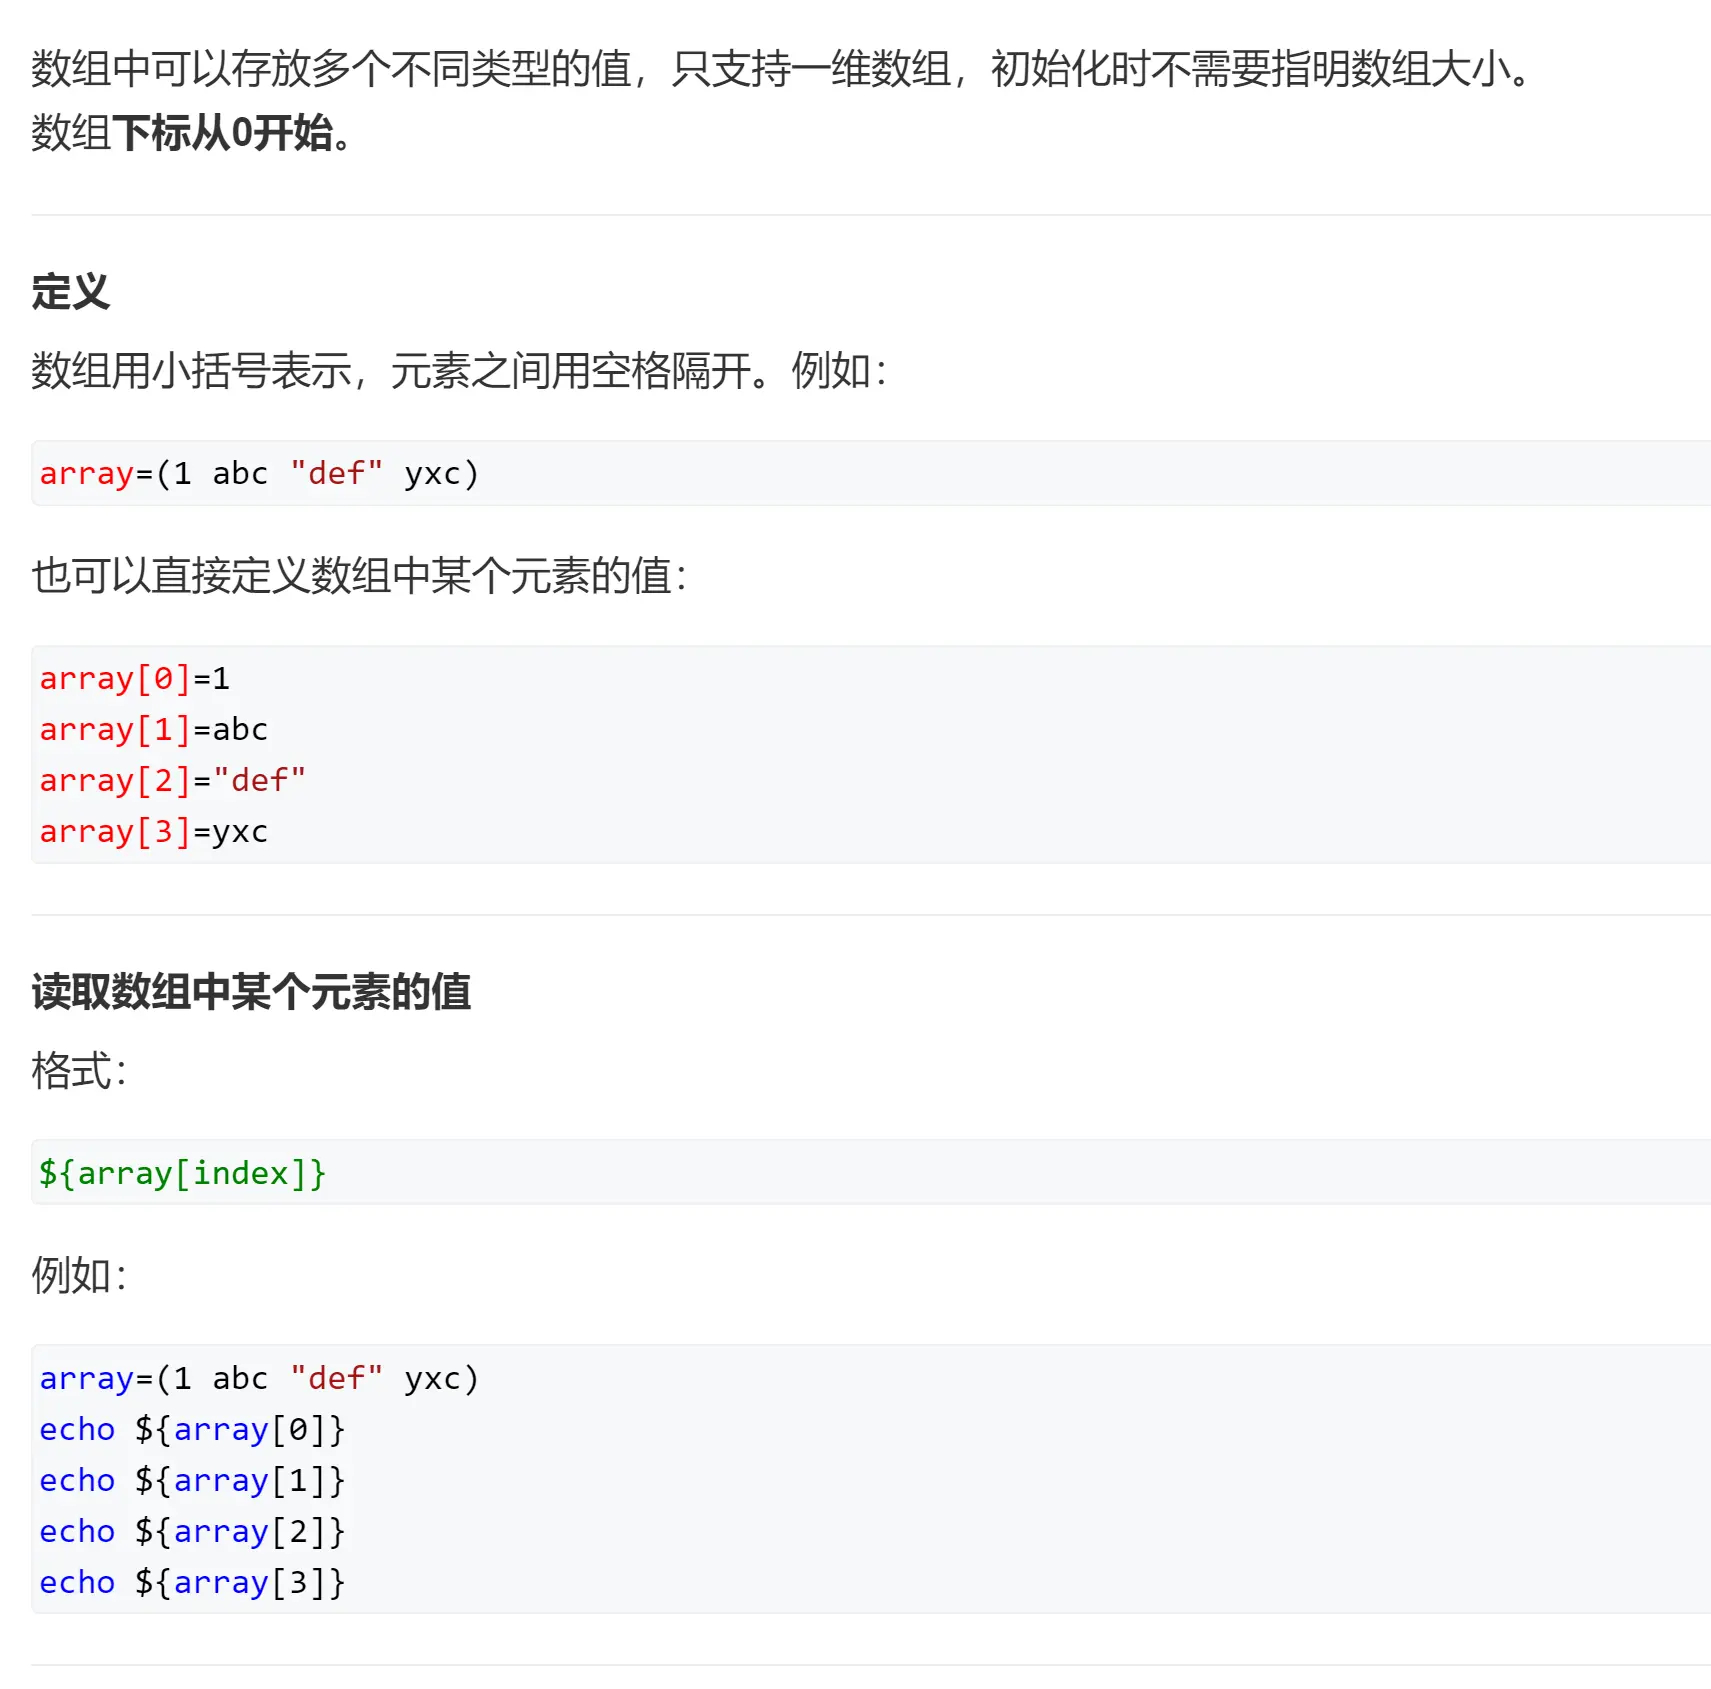 数组中可以存放多个不同类型的值，只支持一维数组，初始化时不需要指明数组大小。
数组下标从0开始。
定义
数组用小括号表示，元素之间用空格隔开。例如：
array=(1 abc "def" yxc)
也可以直接定义数组中某个元素的值：
array[0]=1
array[1]=abc
array[2]="def"
array[3]=yxc
读取数组中某个元素的值
格式：
${array[index]}
例如：
array=(1 abc "def" yxc)
echo ${array[0]}
echo ${array[1]}
echo ${array[2]}
echo ${array[3]}